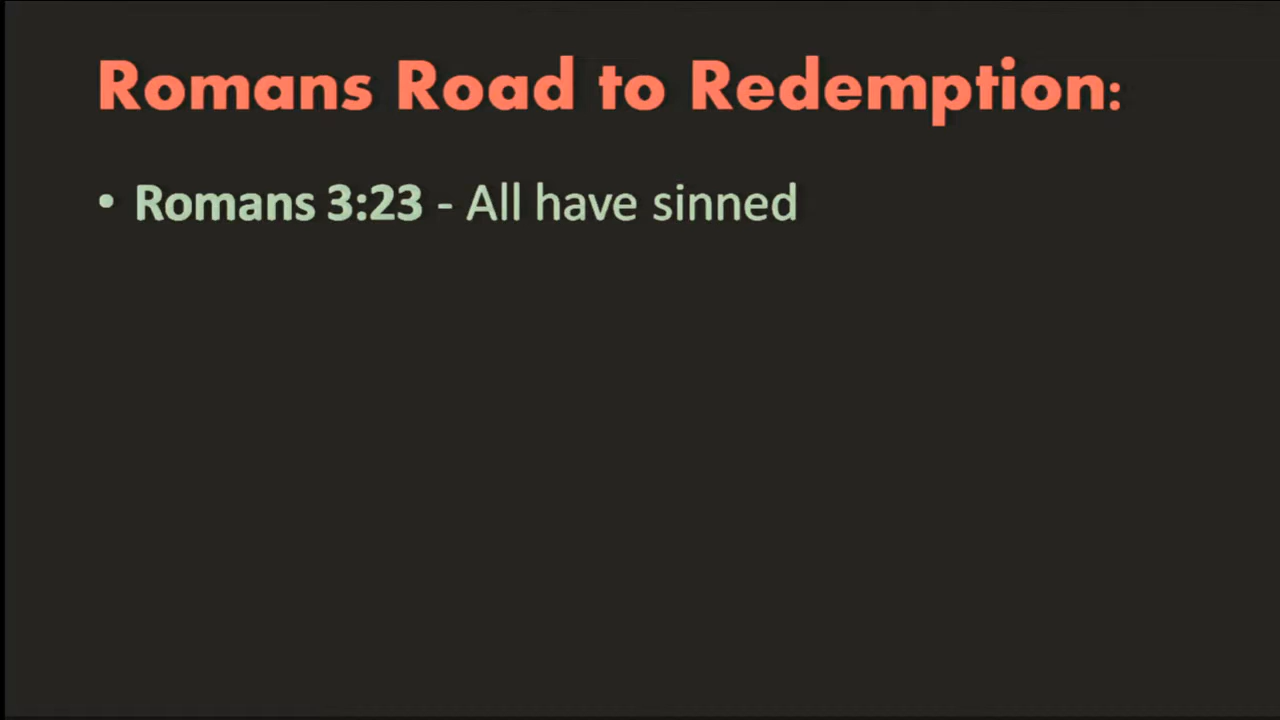 Romans Road to Redemption:
• Romans 3:23 - All have sinned